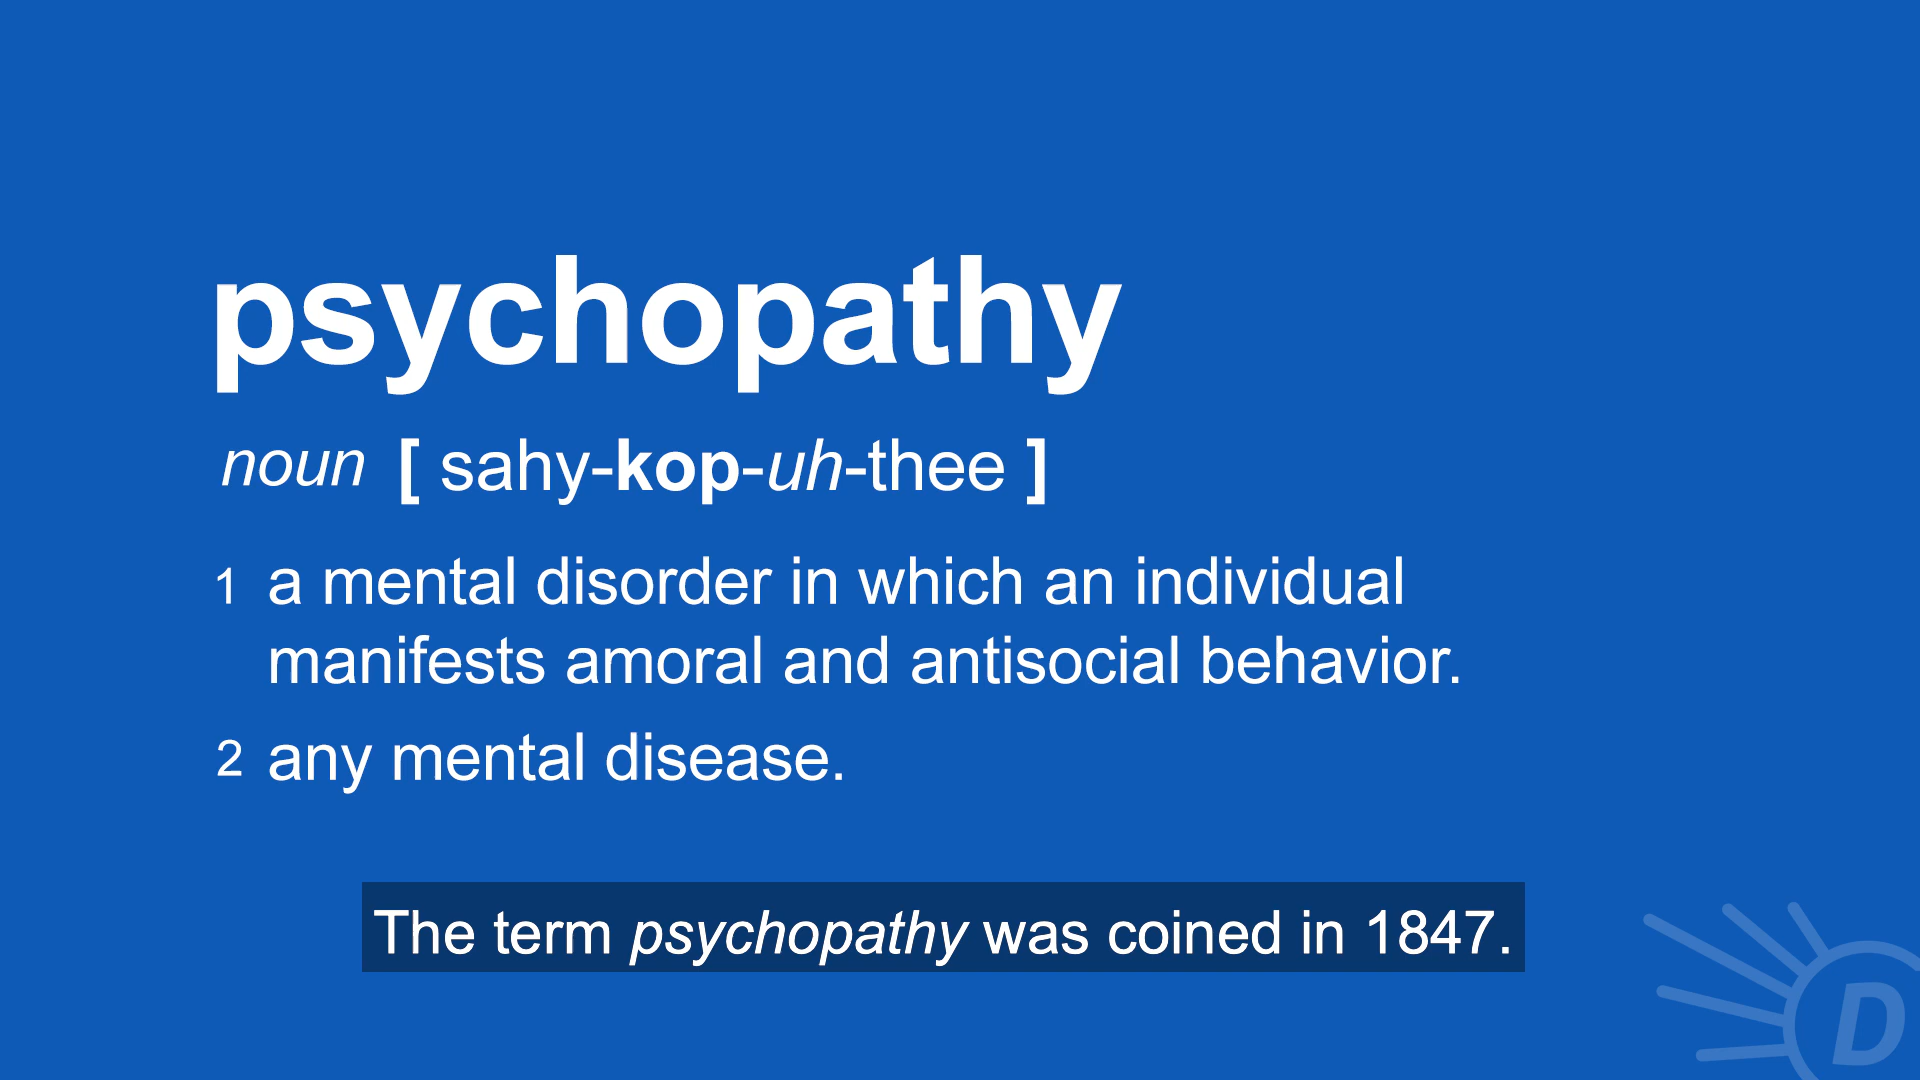 psychopathy
noun [ sahy-kop-uh-thee ]
1 a mental disorder in which an individual
manifests amoral and antisocial behavior.
2 any mental disease.
The term psychopathy was coined in 1847.
D